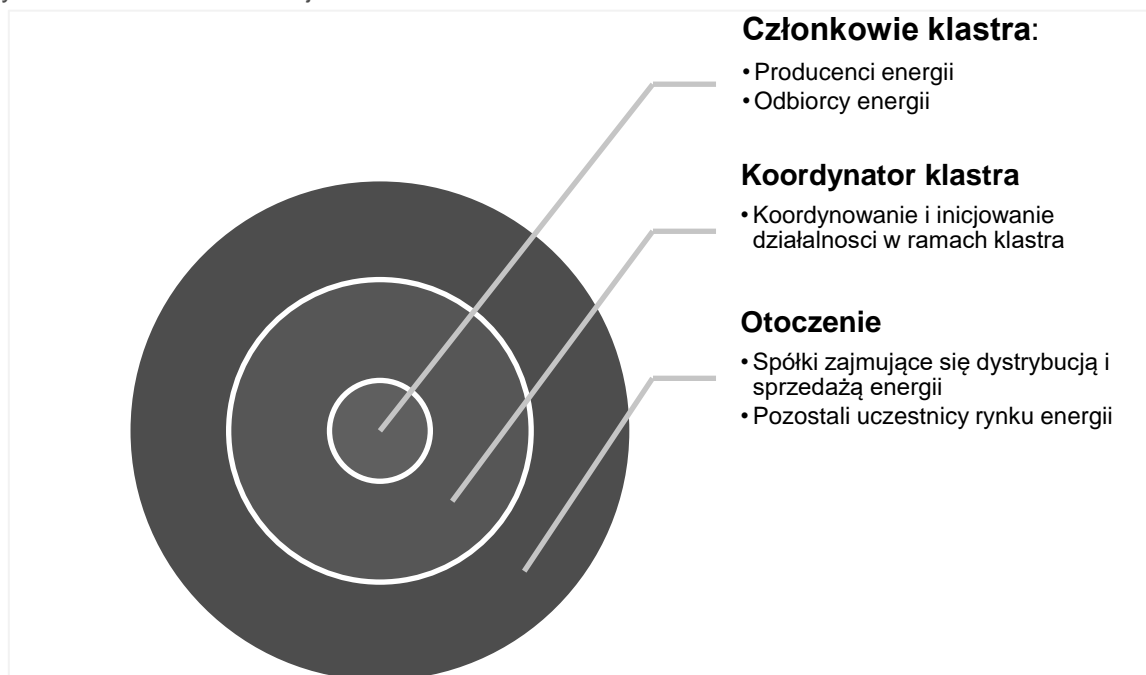 Członkowie klastra:
• Producenci energii
• Odbiorcy energii
Koordynator klastra
• Koordynowanie i inicjowanie
działalnosci w ramach klastra
Otoczenie
• Spółki zajmujące się dystrybucją i
sprzedażą energii
• Pozostali uczestnicy rynku energii